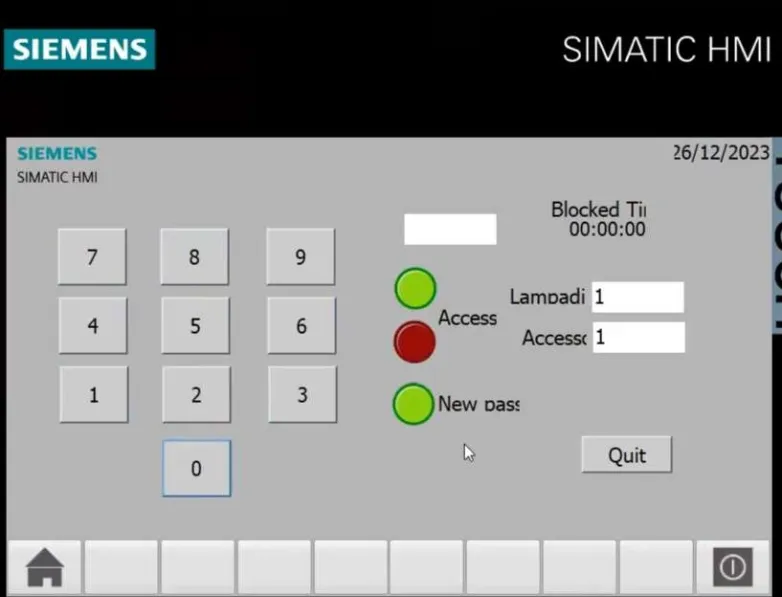 SIEMENS
SIMATIC HMI
SIEMENS
SIMATIC HMI
26/12/2023
Blocked Ti
00:00:00
7 8 9
4 5 6
1 2 3
0
Access
Lampadi 1
Accesso 1
New pass
Quit